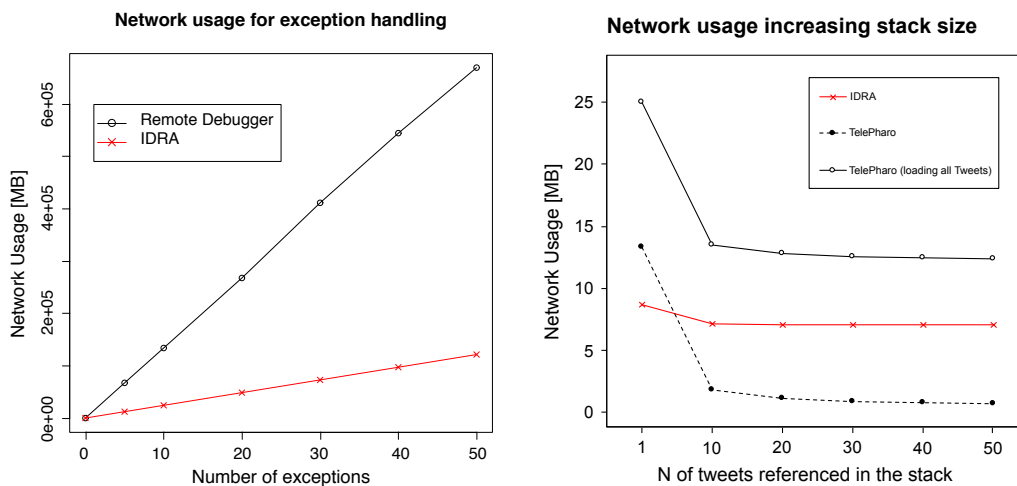 Network usage for exception handling
Network Usage [MB]
6e+05
4e+05
2e+05
0e+00
Remote Debugger
IDRA
0 10 20 30 40 50
Number of exceptions
Network usage increasing stack size
Network Usage [MB]
25
20
15
10
5
0
IDRA
TelePharo
TelePharo (loading all Tweets)
1 10 20 30 40 50
N of tweets referenced in the stack